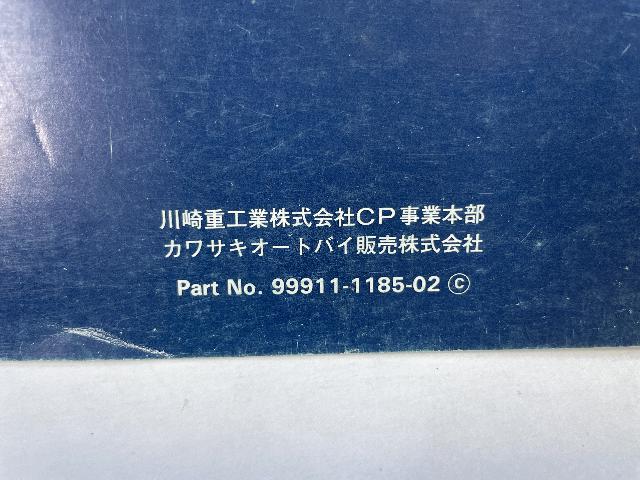 川崎重工業株式会社CP事業本部
カワサキオートバイ販売株式会社
Part No. 99911-1185-02 ©